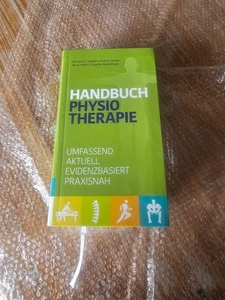 HANDBUCH
PHYSIO
THERAPIE
UMFASSEND
AKTUELL
EVIDENZBASIERT
PRAXISNAH